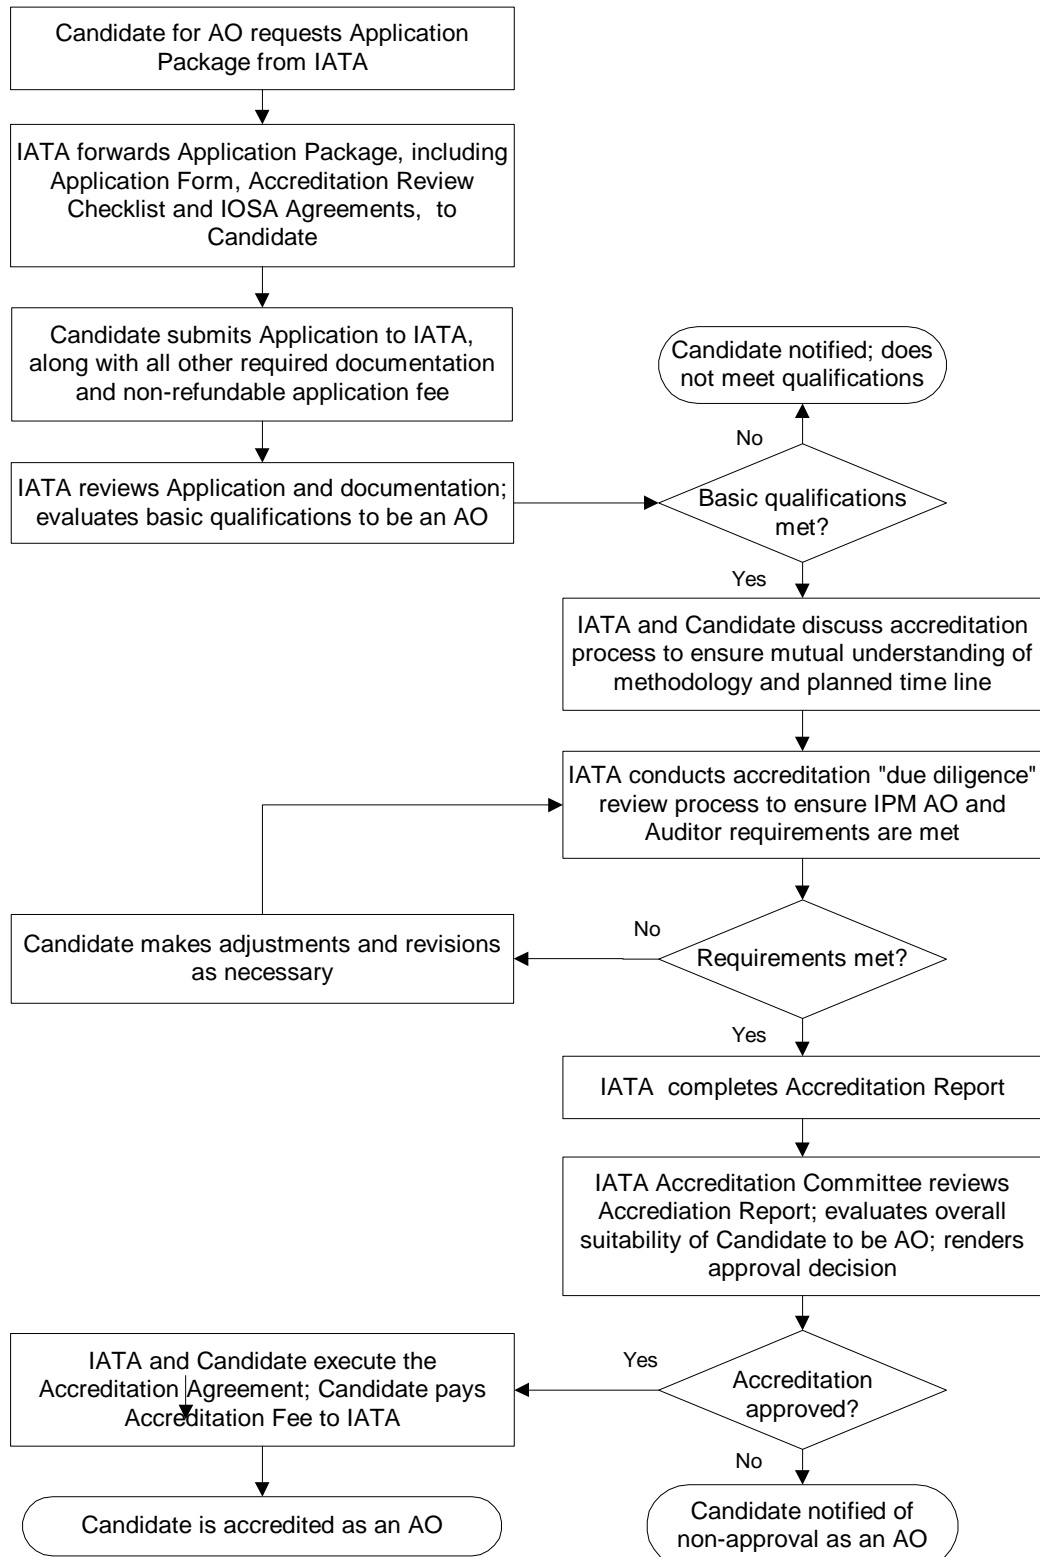 Candidate for AO requests Application
Package from IATA
IATA forwards Application Package, including
Application Form, Accreditation Review
Checklist and IOSA Agreements, to
Candidate
Candidate submits Application to IATA,
along with all other required documentation
and non-refundable application fee
Candidate notified; does
not meet qualifications
No
IATA reviews Application and documentation;
evaluates basic qualifications to be an AO
Basic qualifications
met?
Yes
IATA and Candidate discuss accreditation
process to ensure mutual understanding of
methodology and planned time line
IATA conducts accreditation "due diligence"
review process to ensure IPM AO and
Auditor requirements are met
No
Candidate makes adjustments and revisions
as necessary
Requirements met?
Yes
IATA completes Accreditation Report
IATA Accreditation Committee reviews
Accrediation Report; evaluates overall
suitability of Candidate to be AO; renders
approval decision
Yes
IATA and Candidate execute the
Accreditation Agreement; Candidate pays
Accreditation Fee to IATA
Accreditation
approved?
No
Candidate is accredited as an AO
Candidate notified of
non-approval as an AO